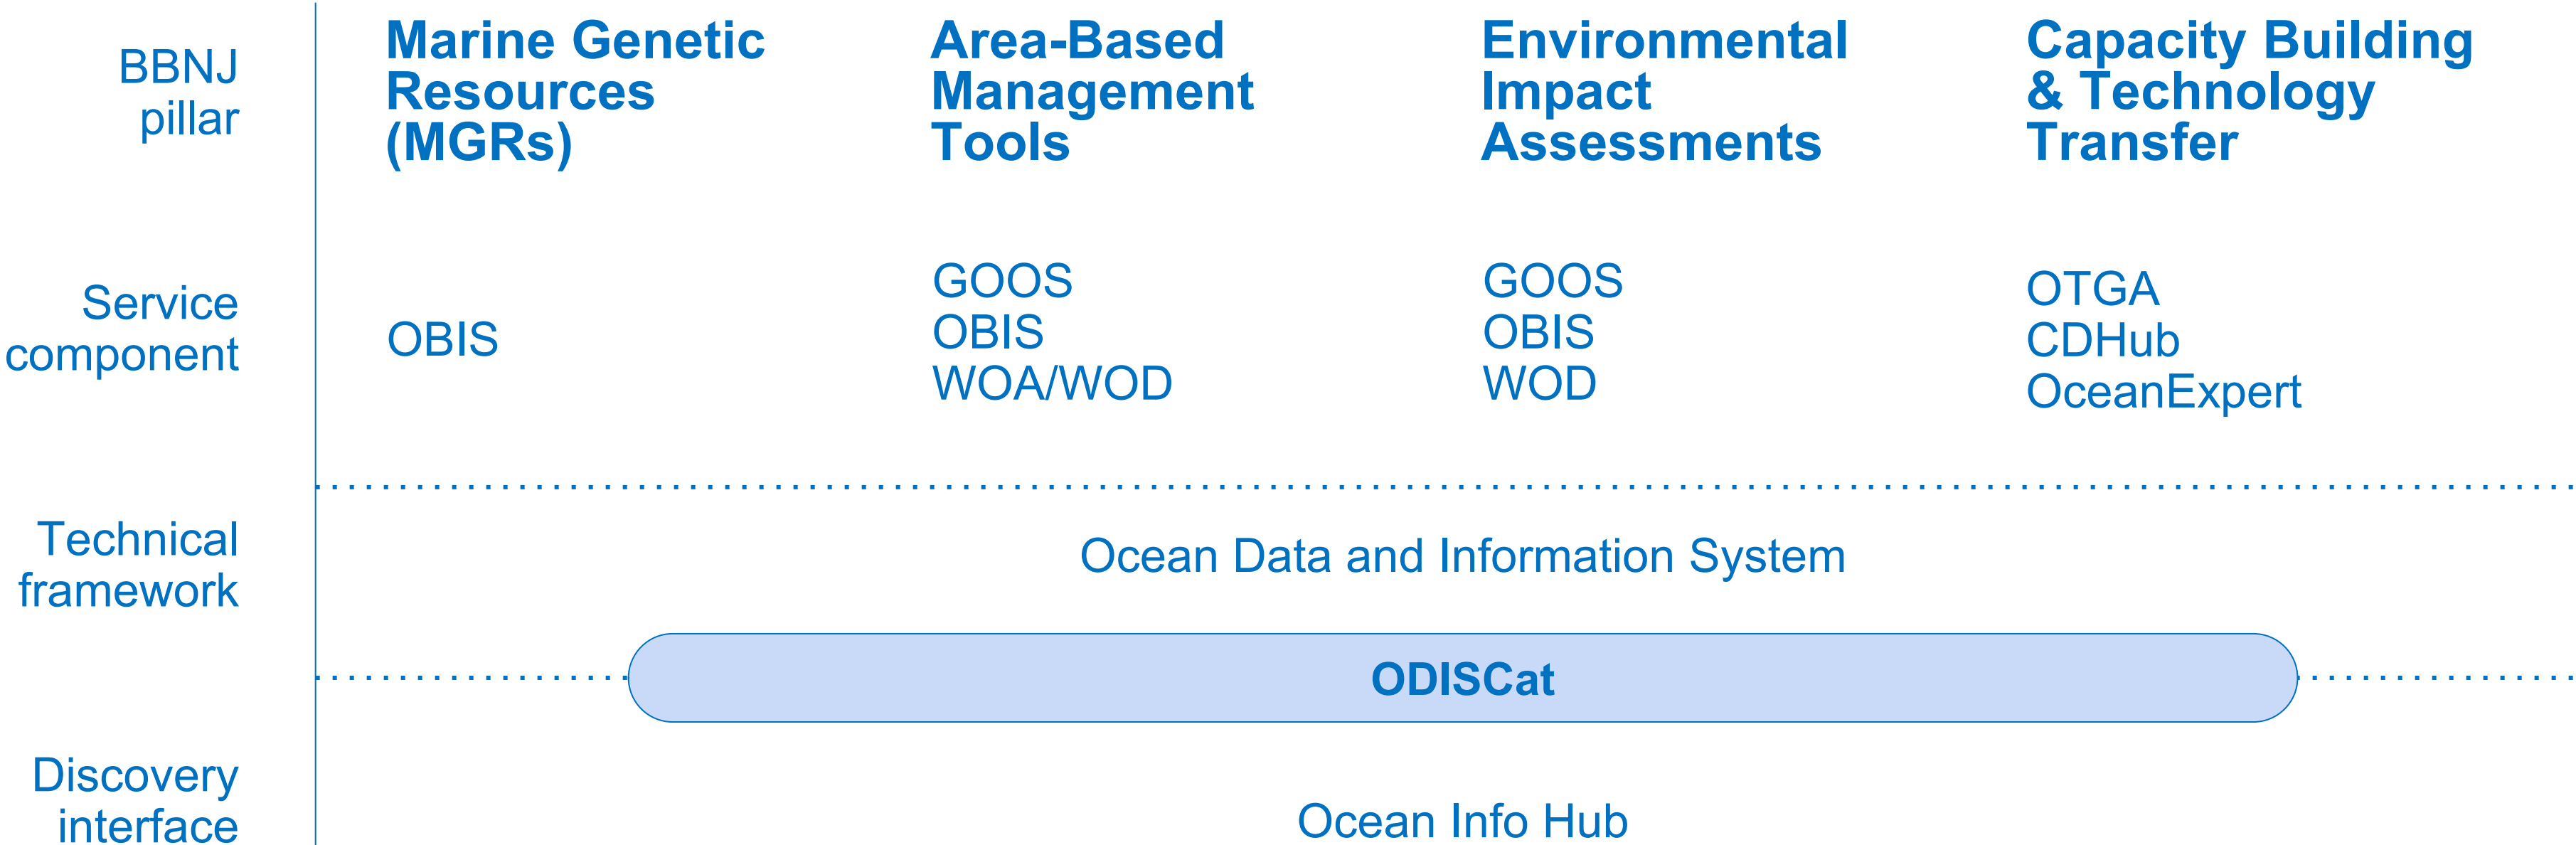 BBNJ
pillar
Marine Genetic
Resources
(MGRs)
Area-Based
Management
Tools
Environmental
Impact
Assessments
Capacity Building
& Technology
Transfer
Service
component
OBIS
GOOS
OBIS
WOA/WOD
GOOS
OBIS
WOD
OTGA
CDHub
OceanExpert
Technical
framework
Ocean Data and Information System
ODISCat
Discovery
interface
Ocean Info Hub